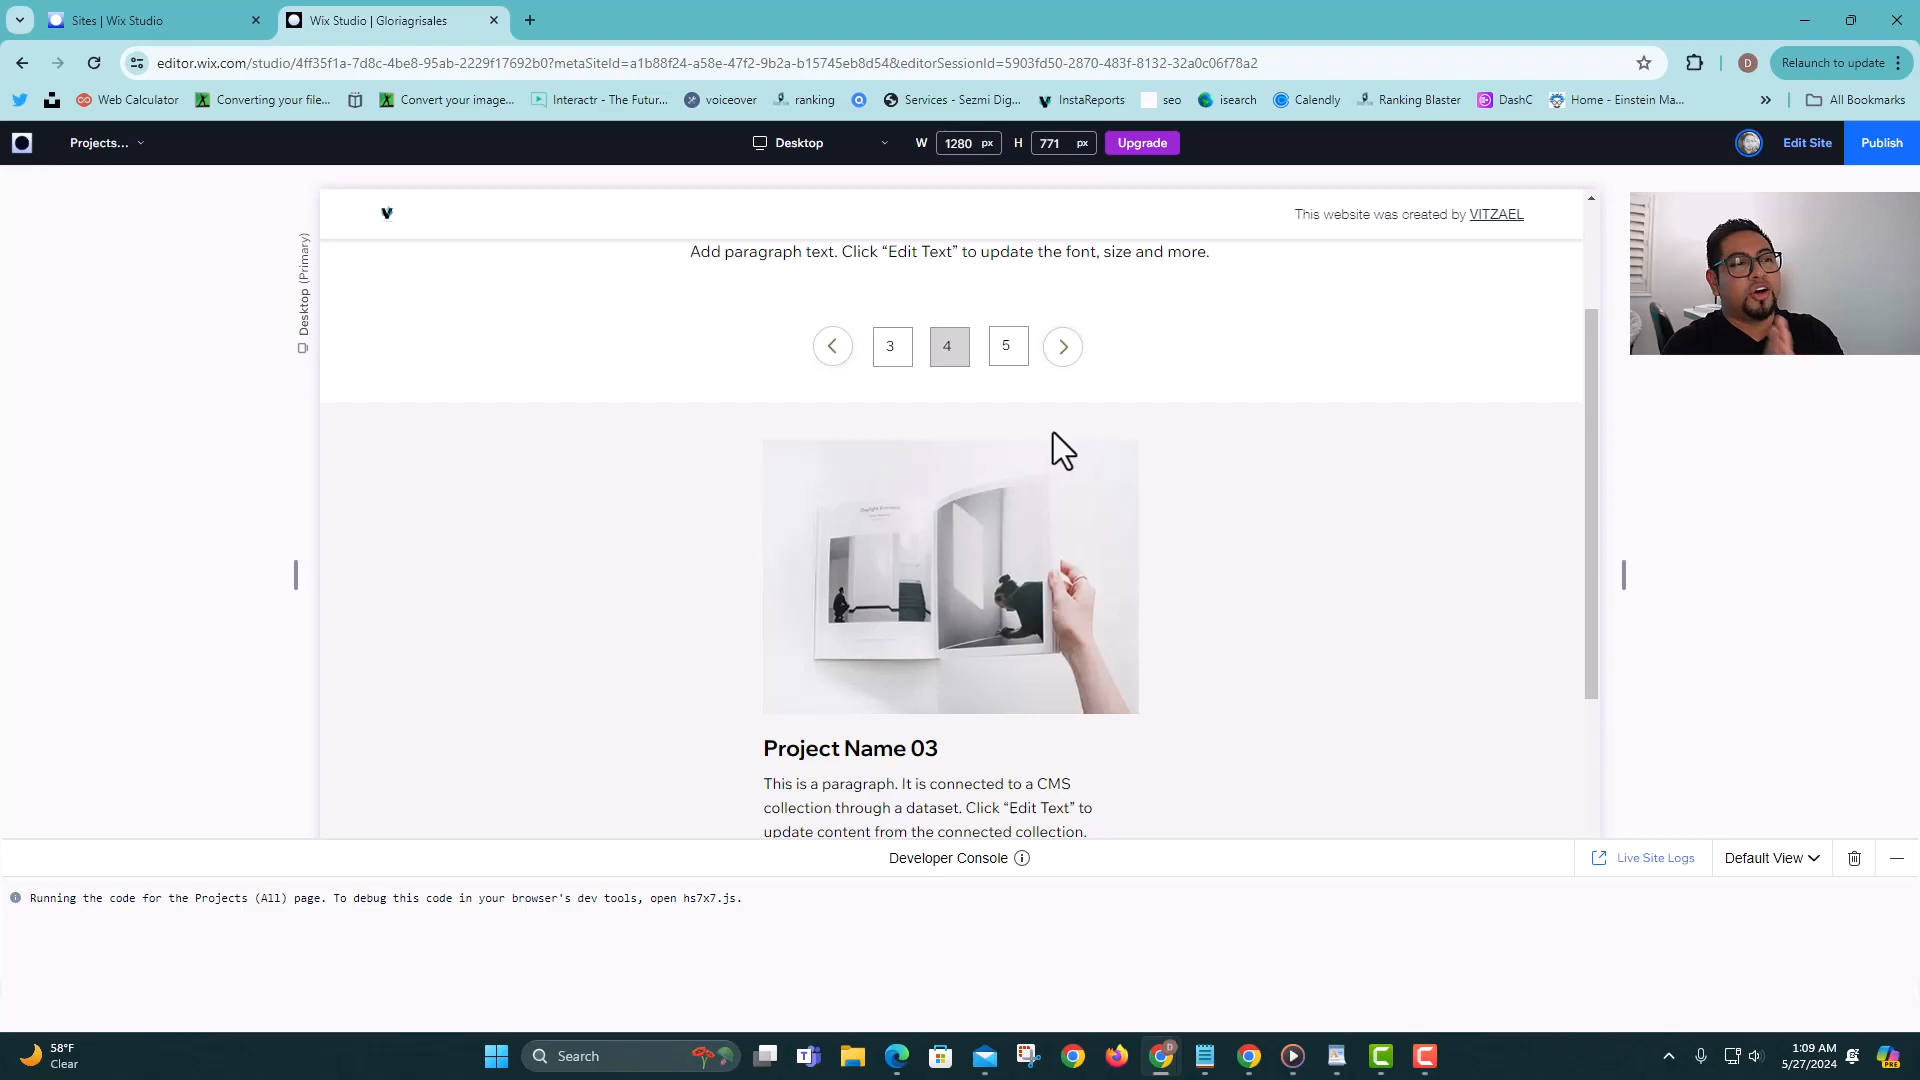 Sites | Wix Studio
Wix Studio | Gloriagrisales
editor.wix.com/studio/4ff35f1a-7d8c-4be8-95ab-2229f17692b0?metaSiteId=a1b88f24-a58e-47f2-9b2a-b15745eb8d54&editorSessionId=5903fd50-2870-483f-8132-32a0c06f78a2
D
Relaunch to update
Web Calculator
Converting your file...
Convert your image...
Interactr - The Futur...
voiceover
ranking
Services - Sezmi Dig...
InstaReports
seo
isearch
Calendly
Ranking Blaster
DashC
Home - Einstein Ma...
All Bookmarks
Projects...
Desktop
W 1280 px H 771 px
Upgrade
Edit Site
Publish
Desktop (Primary)
This website was created by VITZAEL
Add paragraph text. Click “Edit Text” to update the font, size and more.
3 4 5
Project Name 03
This is a paragraph. It is connected to a CMS
collection through a dataset. Click “Edit Text” to
update content from the connected collection.
Developer Console
Live Site Logs
Default View
Running the code for the Projects (All) page. To debug this code in your browser's dev tools, open hs7x7.js.
58°F
Clear
Search
1:09 AM
5/27/2024